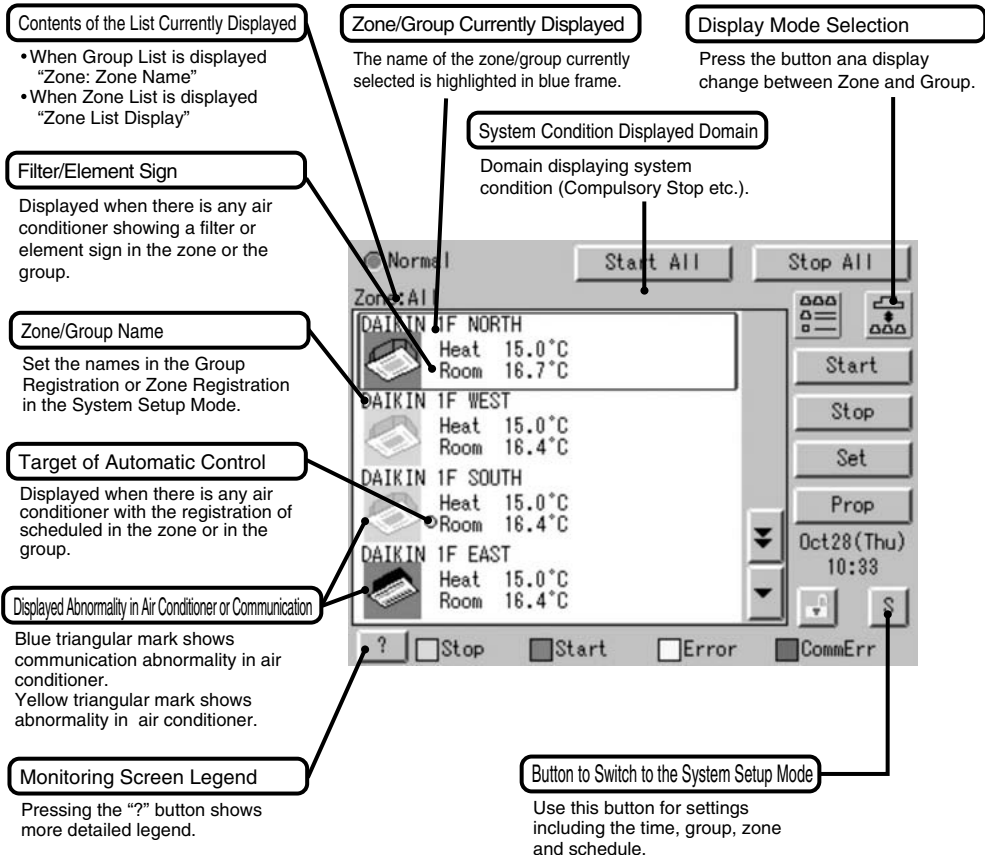 Contents of the List Currently Displayed
•When Group List is displayed
“Zone: Zone Name”
•When Zone List is displayed
“Zone List Display”
Zone/Group Currently Displayed
The name of the zone/group currently
selected is highlighted in blue frame.
Display Mode Selection
Press the button ana display
change between Zone and Group.
System Condition Displayed Domain
Domain displaying system
condition (Compulsory Stop etc.).
Filter/Element Sign
Displayed when there is any air
conditioner showing a filter or
element sign in the zone or the
group.
Zone/Group Name
Set the names in the Group
Registration or Zone Registration
in the System Setup Mode.
Target of Automatic Control
Displayed when there is any air
conditioner with the registration of
scheduled in the zone or in the
group.
Displayed Abnormality in Air Conditioner or Communication
Blue triangular mark shows
communication abnormality in air
conditioner.
Yellow triangular mark shows
abnormality in air conditioner.
Monitoring Screen Legend
Pressing the “?” button shows
more detailed legend.
Normal
Start All
Stop All
Zone:All
DAIKIN 1F NORTH
Heat 15.0°C
Room 16.7°C
DAIKIN 1F WEST
Heat 15.0°C
Room 16.4°C
DAIKIN 1F SOUTH
Heat 15.0°C
Room 16.4°C
DAIKIN 1F EAST
Heat 15.0°C
Room 16.4°C
Start
Stop
Set
Prop
Oct28(Thu)
10:33
S
? Stop Start Error CommErr
Button to Switch to the System Setup Mode
Use this button for settings
including the time, group, zone
and schedule.